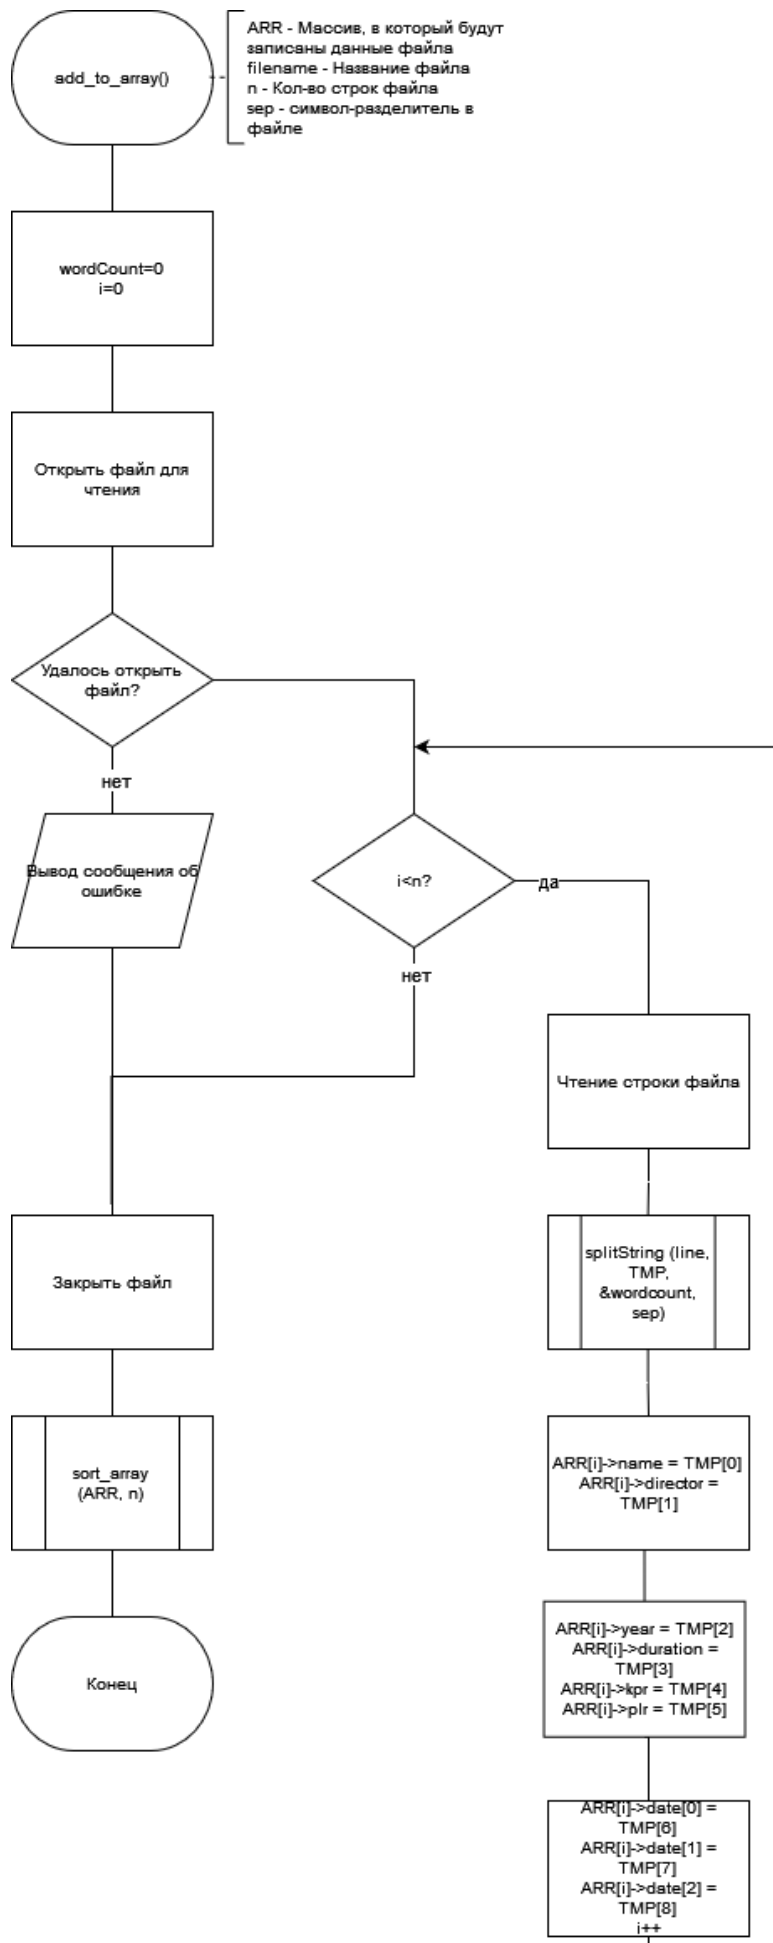 add_to_array()
ARR - Массив, в который будут
записаны данные файла
filename - Название файла
n - Кол-во строк файла
sep - символ-разделитель в
файле
wordCount=0
i=0
Открыть файл для
чтения
Удалось открыть
файл?
нет
Вывод сообщения об
ошибке
i<n?
да
нет
Чтение строки файла
splitString (line,
TMP,
&wordcount,
sep)
Закрыть файл
sort_array
(ARR, n)
Конец
ARR[i]->name = TMP[0]
ARR[i]->director =
TMP[1]
ARR[i]->year = TMP[2]
ARR[i]->duration =
TMP[3]
ARR[i]->kpr = TMP[4]
ARR[i]->plr = TMP[5]
ARR[i]->date[0] =
TMP[6]
ARR[i]->date[1] =
TMP[7]
ARR[i]->date[2] =
TMP[8]
i++